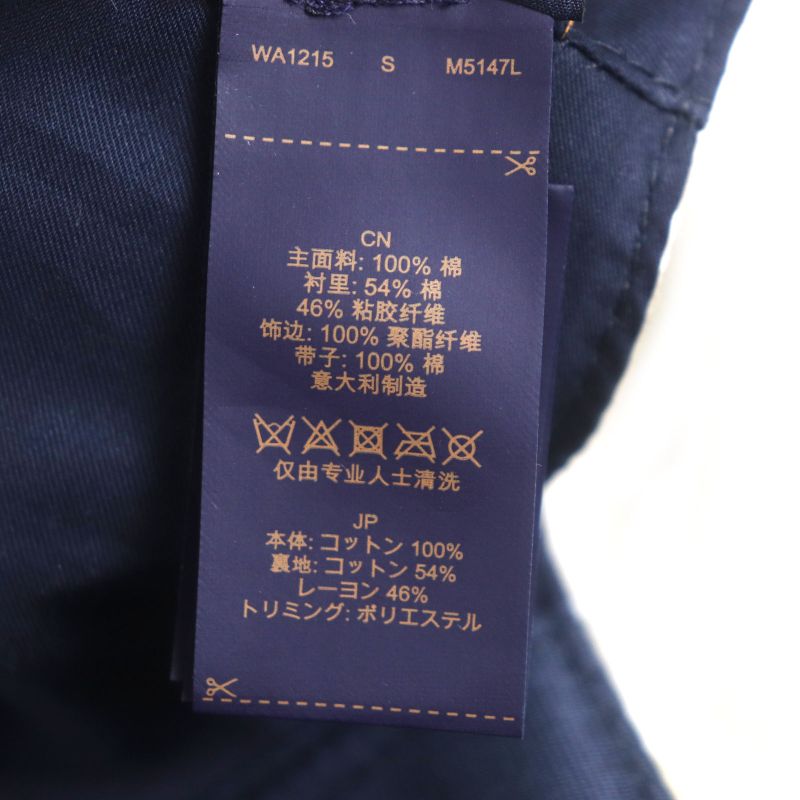 WA1215 S M5147L
CN
主面料: 100% 棉
衬里: 54% 棉
46% 粘胶纤维
饰边: 100% 聚酯纤维
带子: 100% 棉
意大利制造
仅由专业人士清洗
JP
本体: コットン 100%
裏地: コットン 54%
レーヨン 46%
トリミング: ポリエステル